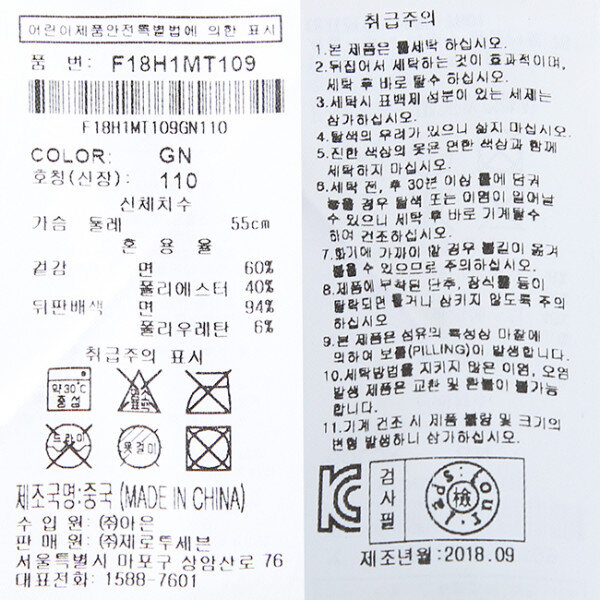 어린이제품안전특별법에 의한 표시
품 번: F18H1MT109
F18H1MT109GN110
COLOR: GN
호칭(신장): 110
신체치수
가슴 둘레 55cm
혼 용 율
겉감 면 60%
폴리에스터 40%
뒤판배색 면 94%
폴리우레탄 6%
취급주의 표시
약30℃
중성
염소
표백
드라이
옷걸이
제조국명:중국 (MADE IN CHINA)
수 입 원: ㈜아은
판 매 원: ㈜제로투세븐
서울특별시 마포구 상암산로 76
대표전화: 1588-7601
취급주의
1.본 제품은 물세탁 하십시오.
2.뒤집어서 세탁하는 것이 효과적이며,
세탁 후 바로 탈수 하십시오.
3.세탁시 표백제 성분이 있는 세제는
삼가하십시오.
4.탈색의 우려가 있으니 삶지 마십시오.
5.진한 색상의 옷은 연한 색상과 함께
세탁하지 마십시오.
6.세탁 전, 후 30분 이상 물에 담궈
놓을 경우 탈색 또는 이염이 일어날
수 있으니 세탁 후 바로 기계탈수
하여 건조하십시오.
7.화기에 가까이 할 경우 불길이 옮겨
붙을 수 있으므로 주의하십시오.
8.제품에 부착된 단추, 장식물 등이
탈락되면 물거나 삼키지 않도록 주의
하십시오
9.본 제품은 섬유의 특성상 마찰에
의하여 보풀(PILLING)이 발생합니다.
10.세탁방법을 지키지 않은 이염, 오염
발생 제품은 교환 및 환불이 불가능
합니다.
11.기계 건조 시 제품 불량 및 크기의
변형 발생하니 삼가하십시오.
검
사
필
檢
제조년월:2018.09